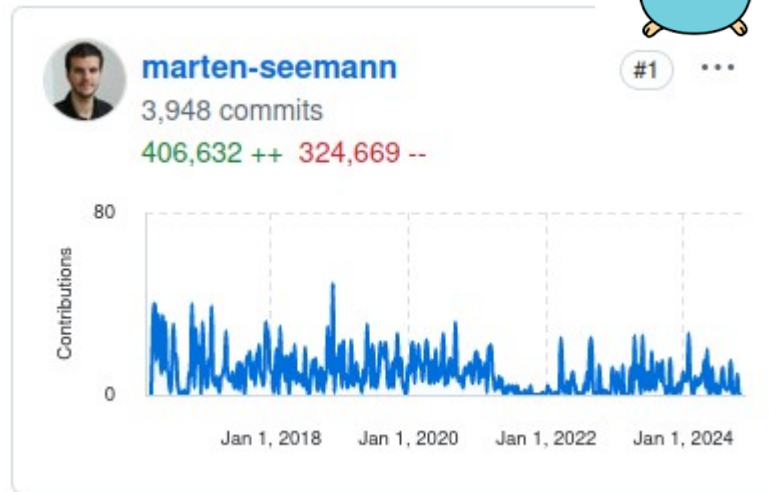 marten-seemann
#1
3,948 commits
406,632 ++ 324,669 --
80
Contributions
0
Jan 1, 2018 Jan 1, 2020 Jan 1, 2022 Jan 1, 2024